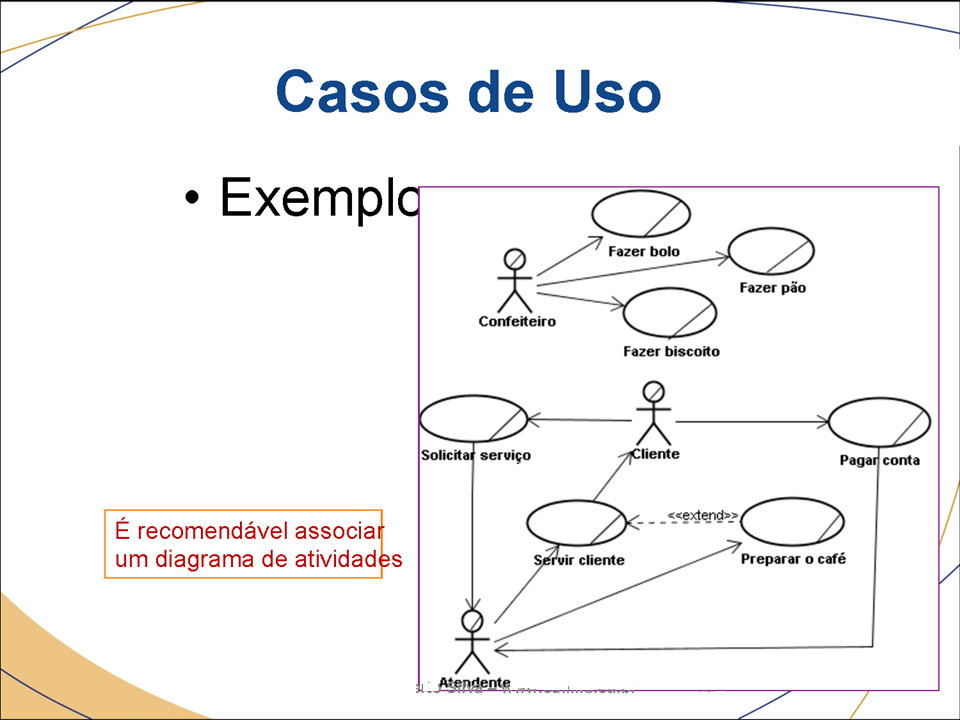 Casos de Uso
• Exemplo
Fazer bolo
Fazer pão
Confeiteiro
Fazer biscoito
Solicitar serviço
Cliente
Pagar conta
<<extend>>
Servir cliente
Preparar o café
É recomendável associar
um diagrama de atividades
Atendente
Silva –